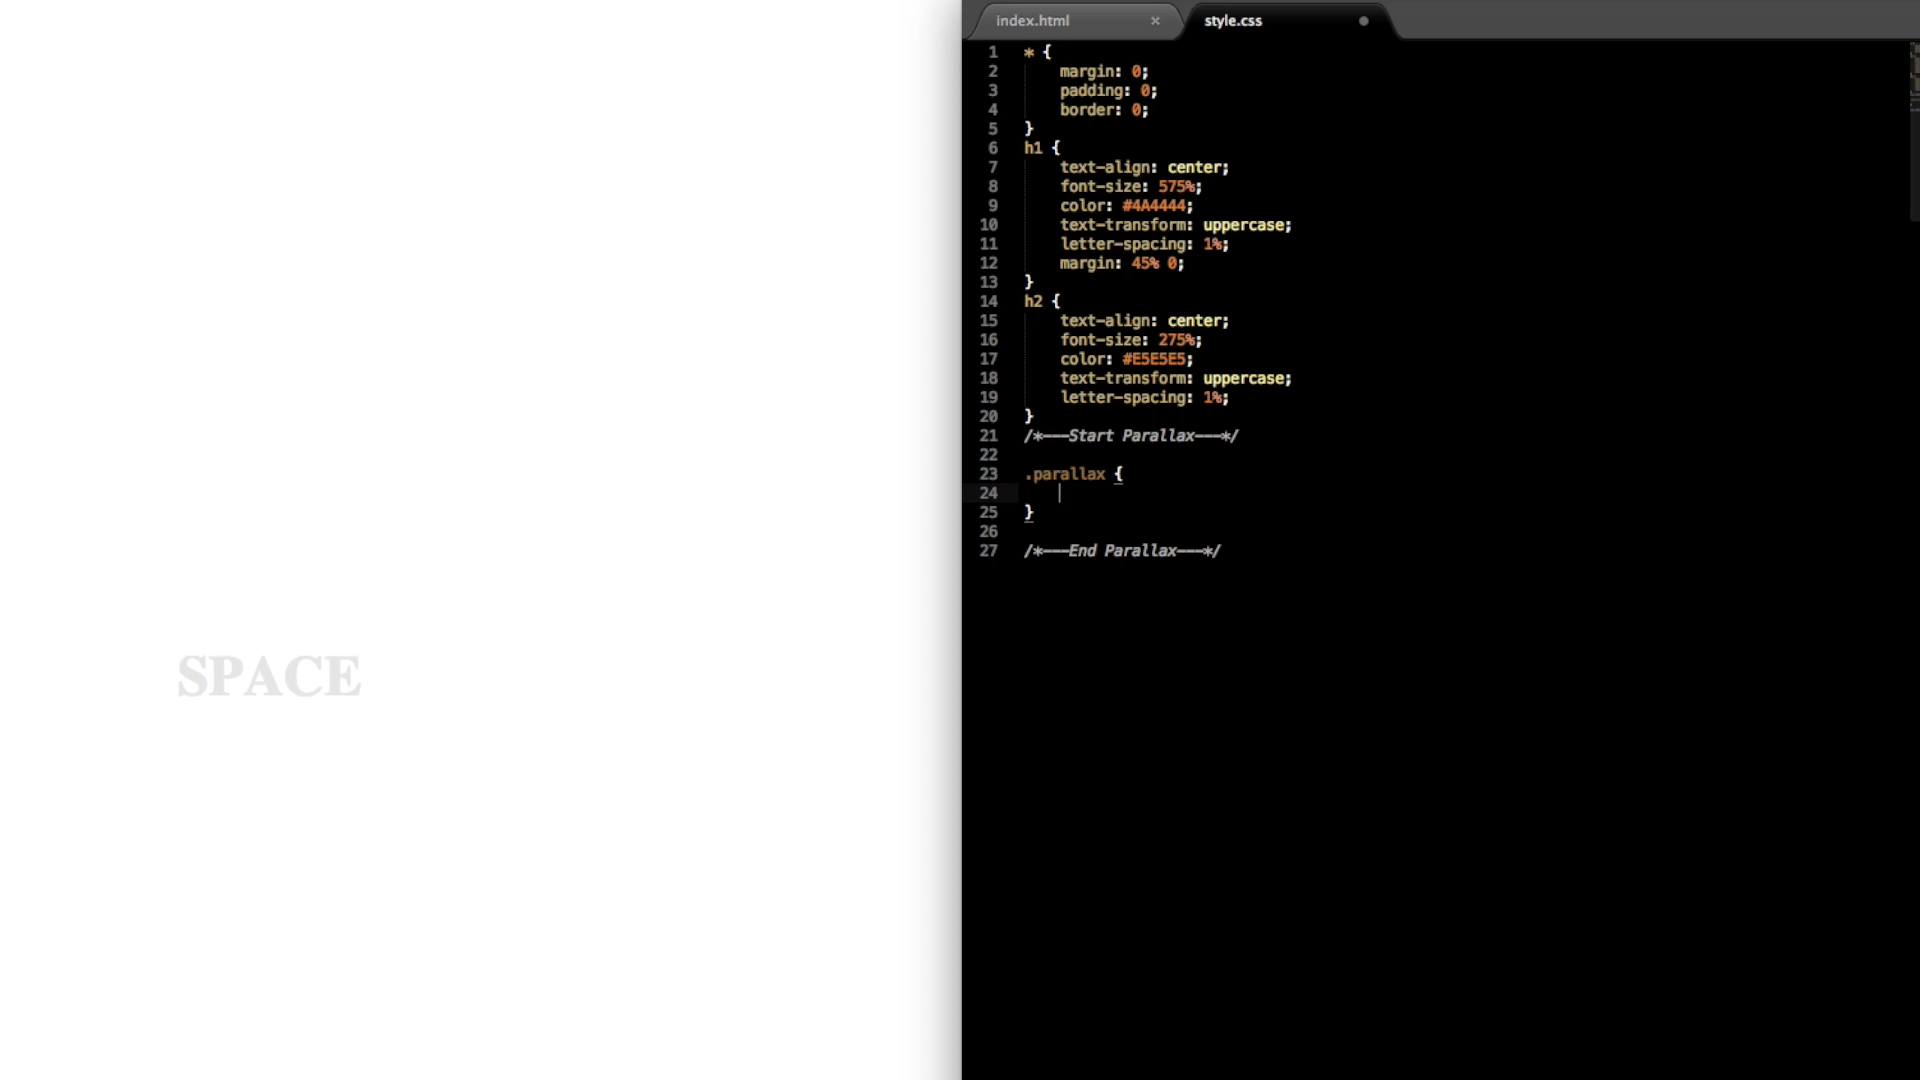 SPACE
index.html × style.css
1 * {
2 margin: 0;
3 padding: 0;
4 border: 0;
5 }
6 h1 {
7 text-align: center;
8 font-size: 575%;
9 color: #4A4444;
10 text-transform: uppercase;
11 letter-spacing: 1%;
12 margin: 45% 0;
13 }
14 h2 {
15 text-align: center;
16 font-size: 275%;
17 color: #E5E5E5;
18 text-transform: uppercase;
19 letter-spacing: 1%;
20 }
21 /*---Start Parallax---*/
22
23 .parallax {
24
25 }
26
27 /*---End Parallax---*/